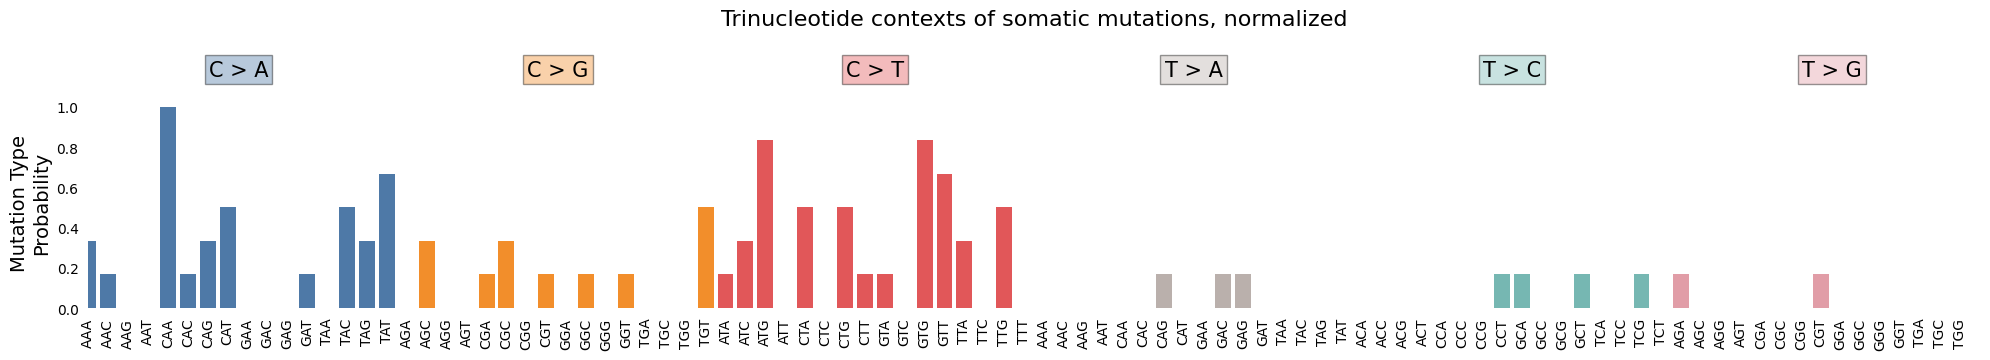 Trinucleotide contexts of somatic mutations, normalized
C > A
C > G
C > T
T > A
T > C
T > G
Mutation Type
Probability
1.0
0.8
0.6
0.4
0.2
0.0
AAA
AAC
AAG
AAT
CAA
CAC
CAG
CAT
GAA
GAC
GAG
GAT
TAA
TAC
TAG
TAT
AGA
AGC
AGG
AGT
CGA
CGC
CGG
CGT
GGA
GGC
GGG
GGT
TGA
TGC
TGG
TGT
ATA
ATC
ATG
ATT
CTA
CTC
CTG
CTT
GTA
GTC
GTG
GTT
TTA
TTC
TTG
TTT
AAA
AAC
AAG
AAT
CAA
CAC
CAG
CAT
GAA
GAC
GAG
GAT
TAA
TAC
TAG
TAT
ACA
ACC
ACG
ACT
CCA
CCC
CCG
CCT
GCA
GCC
GCG
GCT
TCA
TCC
TCG
TCT
AGA
AGC
AGG
AGT
CGA
CGC
CGG
CGT
GGA
GGC
GGG
GGT
TGA
TGC
TGG